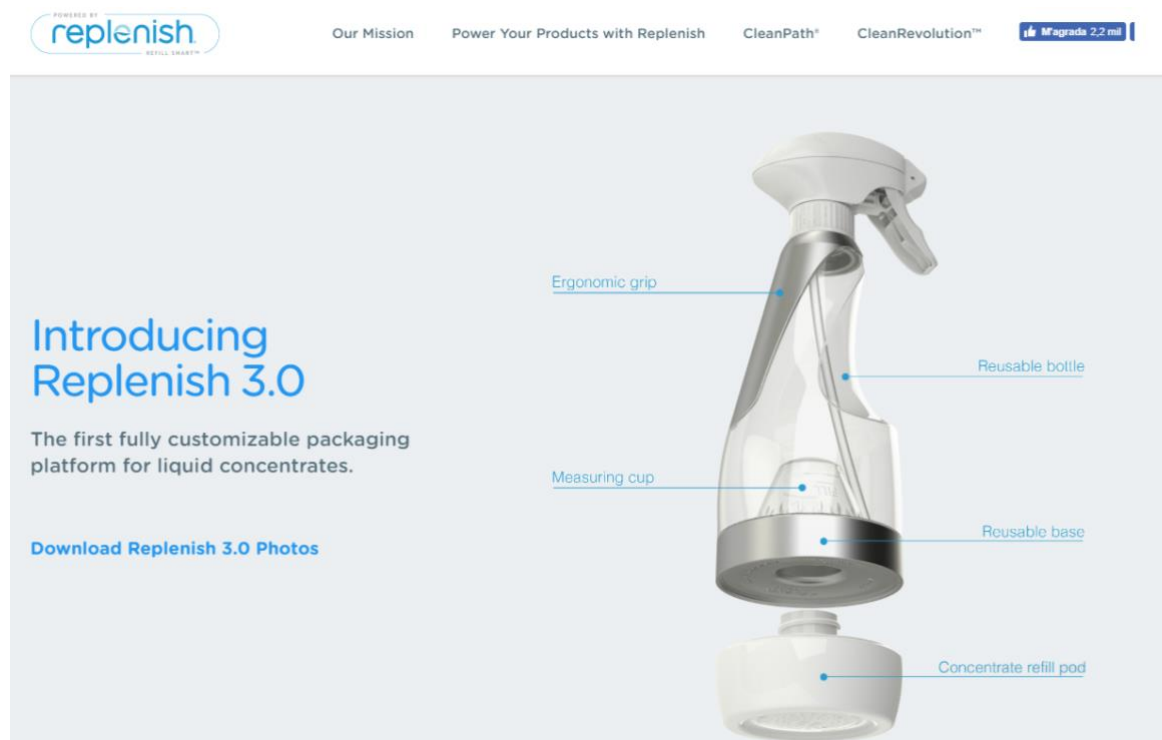 POWERED BY
replenish
REFILL SMART™
Our Mission
Power Your Products with Replenish
CleanPath®
CleanRevolution™
M'agrada 2,2 mil
Ergonomic grip
Introducing
Replenish 3.0
Reusable bottle
The first fully customizable packaging
platform for liquid concentrates.
Measuring cup
Reusable base
Download Replenish 3.0 Photos
Concentrate refill pod